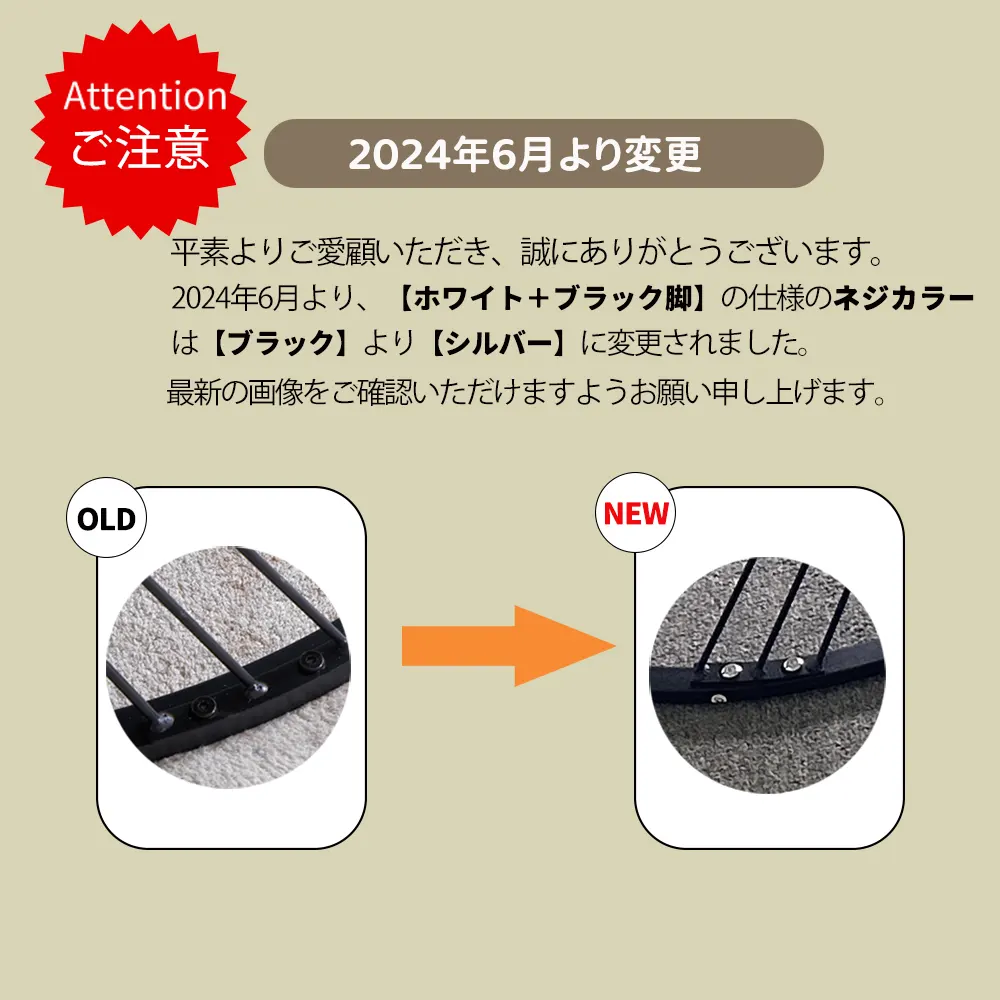 Attention
ご注意
2024年6月より変更
平素よりご愛顧いただき、誠にありがとうございます。
2024年6月より、【ホワイト＋ブラック脚】の仕様のネジカラー
は【ブラック】より【シルバー】に変更されました。
最新の画像をご確認いただけますようお願い申し上げます。
OLD
NEW